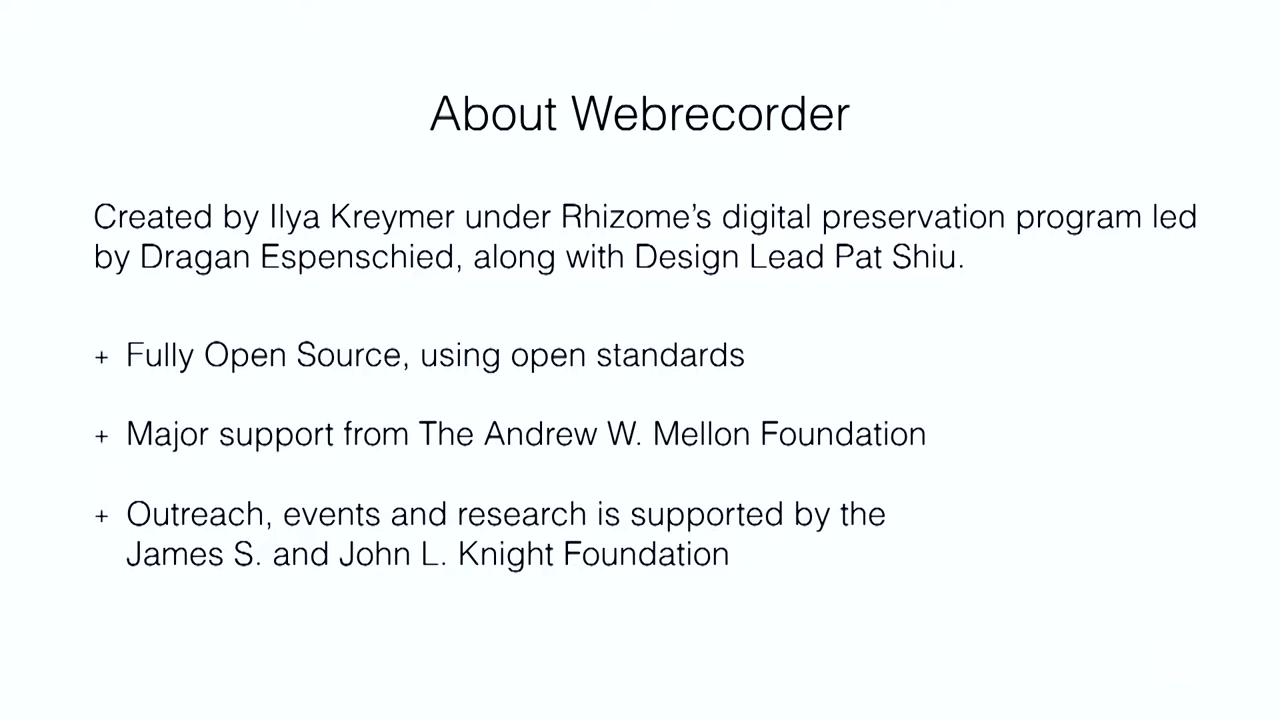 About Webrecorder
Created by Ilya Kreymer under Rhizome’s digital preservation program led
by Dragan Espenschied, along with Design Lead Pat Shiu.
+ Fully Open Source, using open standards
+ Major support from The Andrew W. Mellon Foundation
+ Outreach, events and research is supported by the
James S. and John L. Knight Foundation